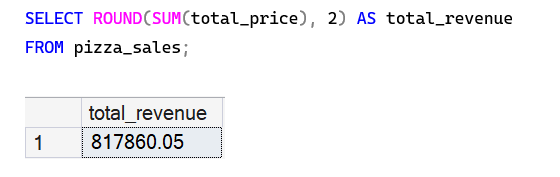 SELECT ROUND(SUM(total_price), 2) AS total_revenue
FROM pizza_sales;
total_revenue
1 817860.05